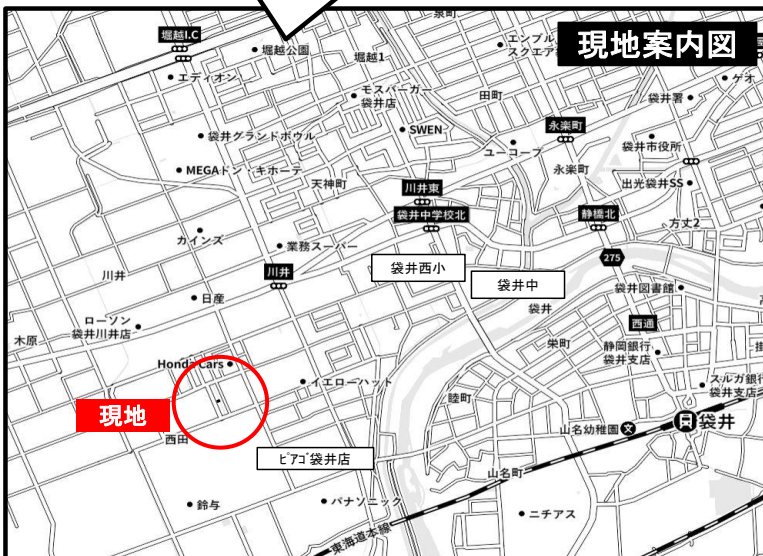 泉町
堀越I.C
堀越公園
エンブル
スクエア
現地案内図
堀越1
エディオン
モスバーガー
袋井店
田町
ゲオ
袋井署
袋井グランドボウル
SWEN
永楽町
ユーコープ
袋井市役所
MEGAドン・キホーテ
天神町
永楽町
出光袋井SS
川井東
袋井中学校北
静橋北
方丈2
カインズ
業務スーパー
275
川井
川井
袋井西小
袋井中
袋井図書館
日産
袋井
西通
ローソン
袋井川井店
木原
栄町
静岡銀行
袋井支店
掛
Honda Cars
イエローハット
睦町
スルガ銀行
袋井支店
現地
西田
山名幼稚園
文
袋井
ﾋﾟｱｺﾞ袋井店
山名町
鈴与
パナソニック
ニチアス
東海道本線